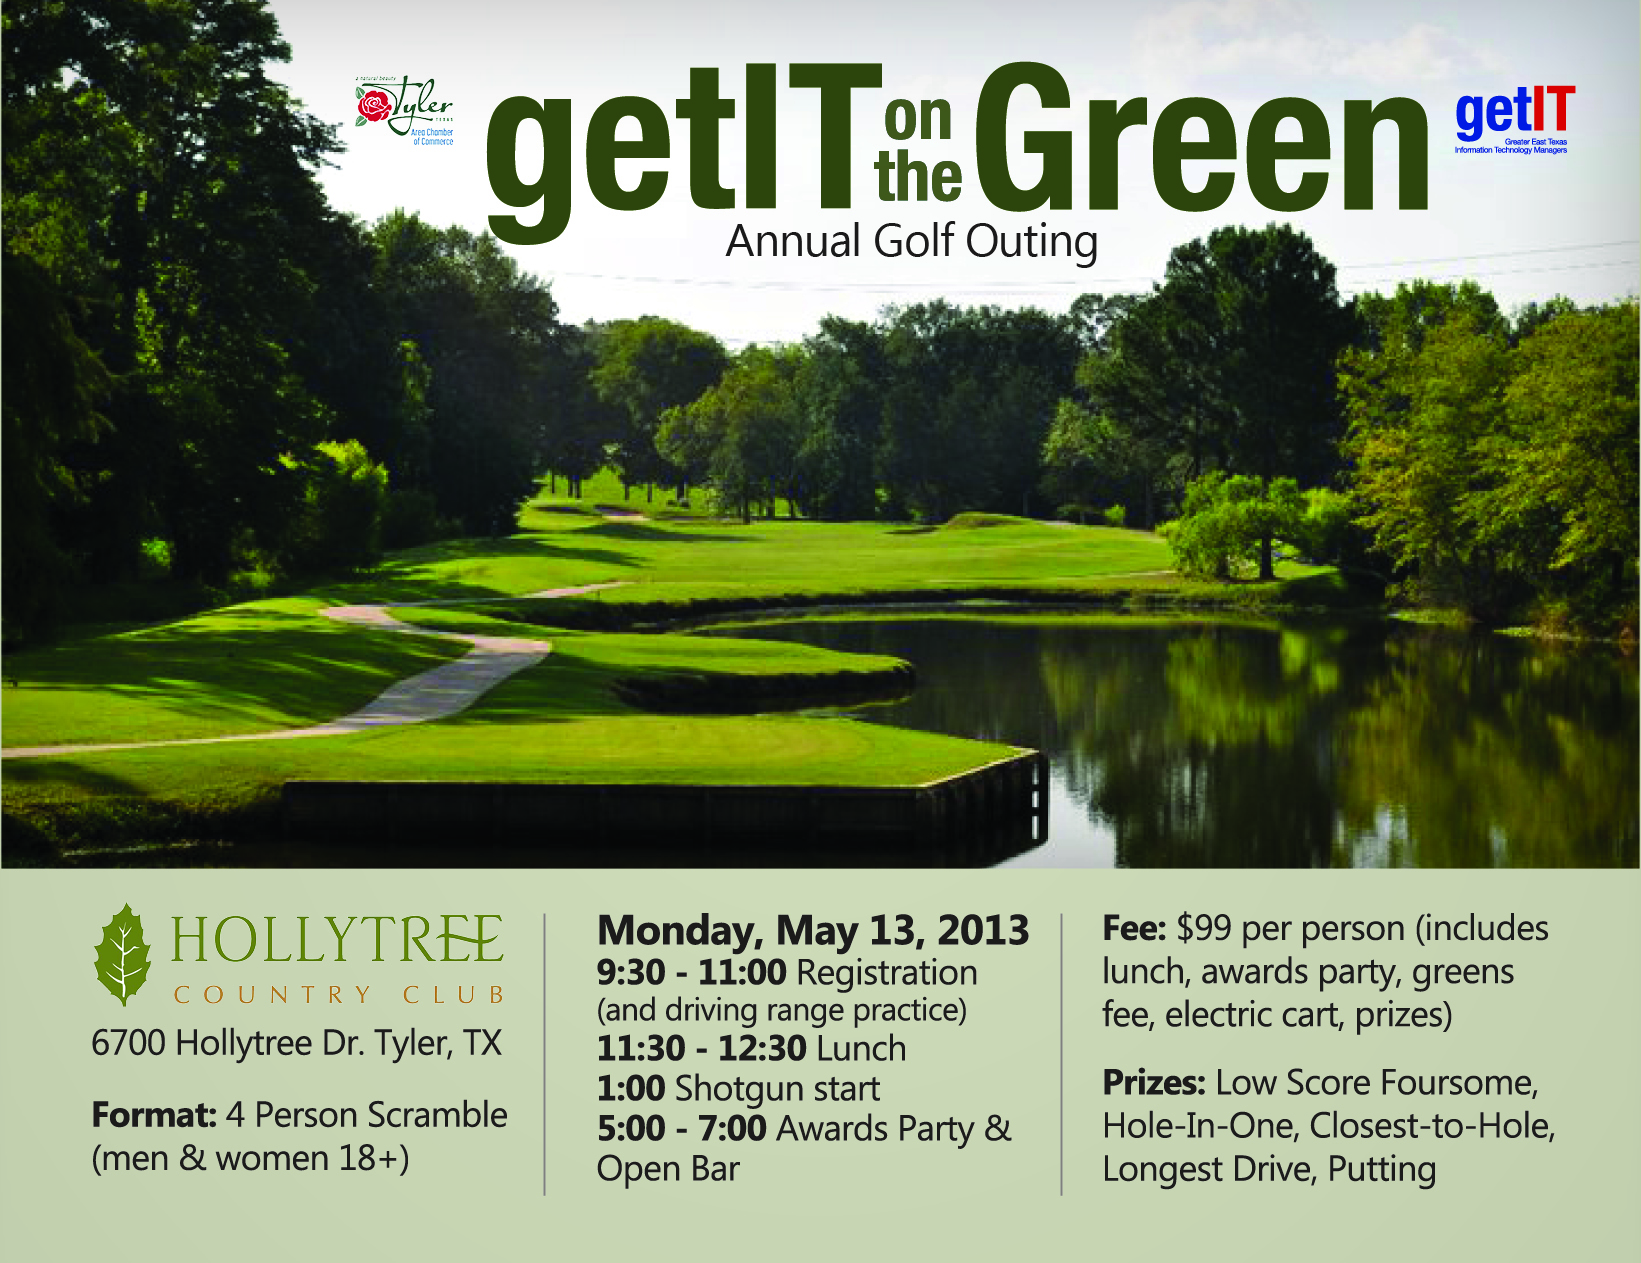 a natural beauty
Tyler
TEXAS
Area Chamber
of Commerce
getIT on the Green
Annual Golf Outing
getIT
Greater East Texas
Information Technology Managers
HOLLYTREE
COUNTRY CLUB
6700 Hollytree Dr. Tyler, TX
Format: 4 Person Scramble
(men & women 18+)
Monday, May 13, 2013
9:30 - 11:00 Registration
(and driving range practice)
11:30 - 12:30 Lunch
1:00 Shotgun start
5:00 - 7:00 Awards Party &
Open Bar
Fee: $99 per person (includes
lunch, awards party, greens
fee, electric cart, prizes)
Prizes: Low Score Foursome,
Hole-In-One, Closest-to-Hole,
Longest Drive, Putting